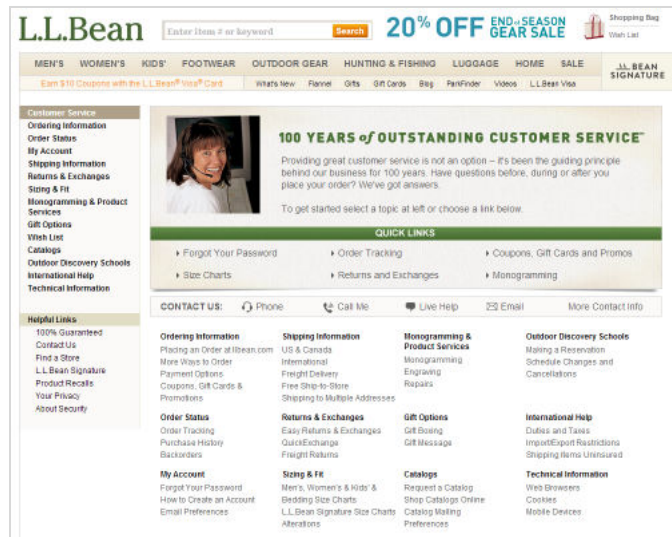 L.L.Bean
Enter Item # or keyword
Search
20% OFF END of SEASON GEAR SALE
Shopping Bag
Wish List
MEN'S WOMEN'S KIDS' FOOTWEAR OUTDOOR GEAR HUNTING & FISHING LUGGAGE HOME SALE
L.L.BEAN SIGNATURE
Earn $10 Coupons with the L.L.Bean® Visa® Card
What's New Flannel Gifts Gift Cards Blog ParkFinder Videos L.L.Bean Visa
Customer Service
Ordering Information
Order Status
My Account
Shipping Information
Returns & Exchanges
Sizing & Fit
Monogramming & Product
Services
Gift Options
Wish List
Catalogs
Outdoor Discovery Schools
International Help
Technical Information
Helpful Links
100% Guaranteed
Contact Us
Find a Store
L.L.Bean Signature
Product Recalls
Your Privacy
About Security
100 YEARS of OUTSTANDING CUSTOMER SERVICE™
Providing great customer service is not an option – it's been the guiding principle
behind our business for 100 years. Have questions before, during or after you
place your order? We've got answers.
To get started select a topic at left or choose a link below.
QUICK LINKS
Forgot Your Password
Order Tracking
Coupons, Gift Cards and Promos
Size Charts
Returns and Exchanges
Monogramming
CONTACT US: Phone Call Me Live Help Email More Contact Info
Ordering Information
Placing an Order at llbean.com
More Ways to Order
Payment Options
Coupons, Gift Cards &
Promotions
Shipping Information
US & Canada
International
Freight Delivery
Free Ship-to-Store
Shipping to Multiple Addresses
Monogramming &
Product Services
Monogramming
Engraving
Repairs
Outdoor Discovery Schools
Making a Reservation
Schedule Changes and
Cancellations
Order Status
Order Tracking
Purchase History
Backorders
Returns & Exchanges
Easy Returns & Exchanges
QuickExchange
Freight Returns
Gift Options
Gift Boxing
Gift Message
International Help
Duties and Taxes
Import/Export Restrictions
Shipping Items Uninsured
My Account
Forgot Your Password
How to Create an Account
Email Preferences
Sizing & Fit
Men's, Women's & Kids' &
Bedding Size Charts
L.L.Bean Signature Size Charts
Alterations
Catalogs
Request a Catalog
Shop Catalogs Online
Catalog Mailing
Preferences
Technical Information
Web Browsers
Cookies
Mobile Devices